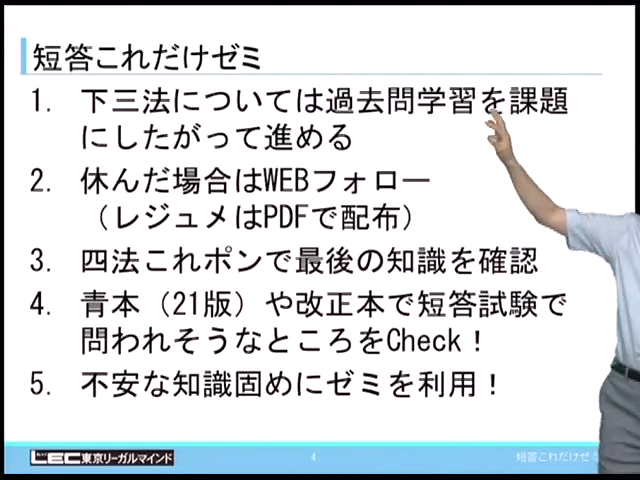 短答これだけゼミ
1. 下三法については過去問学習を課題
にしたがって進める
2. 休んだ場合はWEBフォロー
（レジュメはPDFで配布）
3. 四法これポンで最後の知識を確認
4. 青本（21版）や改正本で短答試験で
問われそうなところをCheck！
5. 不安な知識固めにゼミを利用！
LEC東京リーガルマインド
4
短答これだけゼミ